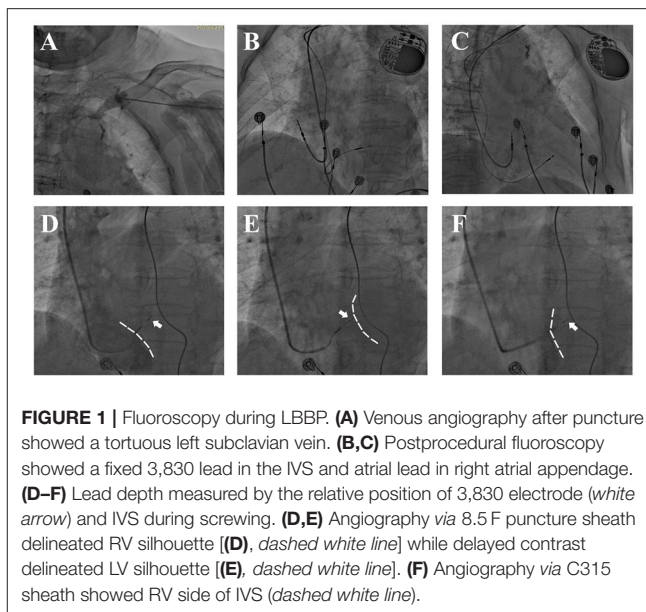 A
B
C
D
E
F
FIGURE 1 | Fluoroscopy during LBBP. (A) Venous angiography after puncture
showed a tortuous left subclavian vein. (B,C) Postprocedural fluoroscopy
showed a fixed 3,830 lead in the IVS and atrial lead in right atrial appendage.
(D–F) Lead depth measured by the relative position of 3,830 electrode (white
arrow) and IVS during screwing. (D,E) Angiography via 8.5 F puncture sheath
delineated RV silhouette [(D), dashed white line] while delayed contrast
delineated LV silhouette [(E), dashed white line]. (F) Angiography via C315
sheath showed RV side of IVS (dashed white line).